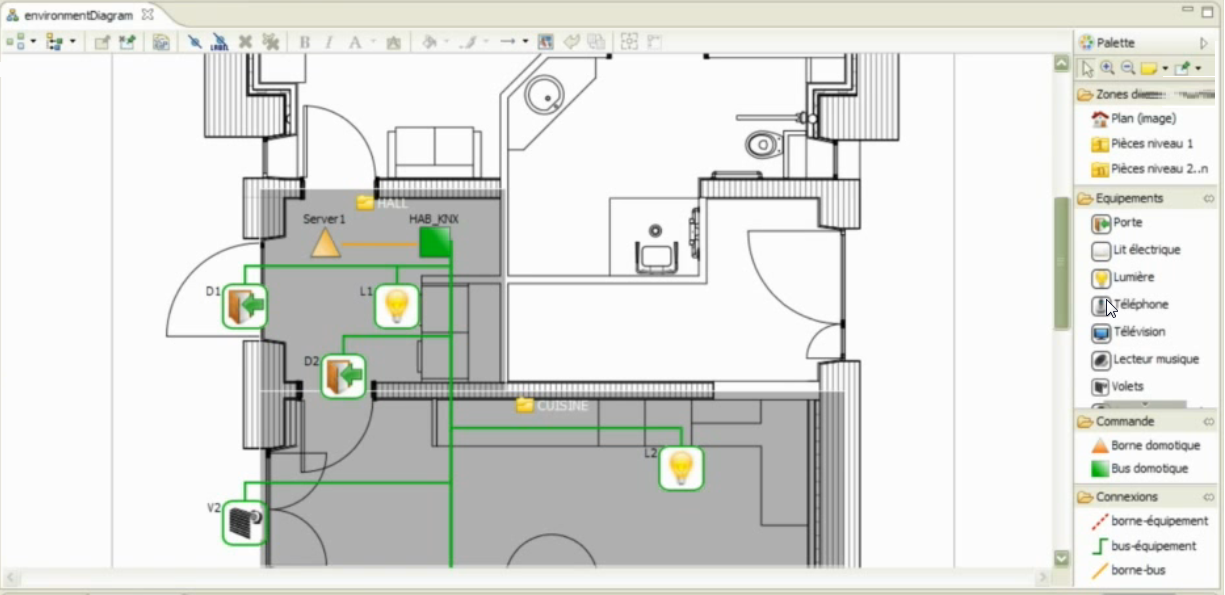 environmentDiagram
LABEL
B I A
Palette
Zones
Plan (image)
Pièces niveau 1
Pièces niveau 2..n
Equipements
Porte
Lit électrique
Lumière
Téléphone
Télévision
Lecteur musique
Volets
Commande
Borne domotique
Bus domotique
Connexions
borne-équipement
bus-équipement
borne-bus
HALL
Server1
HAB_KNX
D1
L1
D2
CUISINE
L2
V2